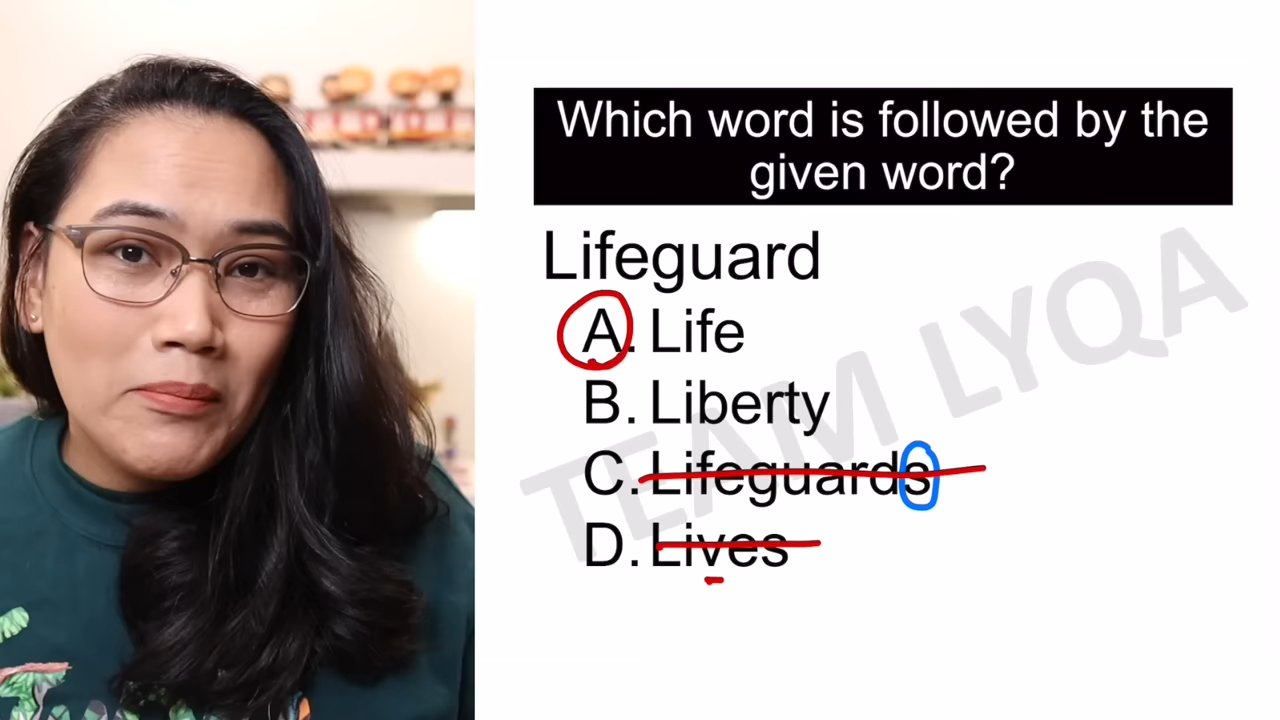 Which word is followed by the
given word?
Lifeguard
A. Life
B. Liberty
C. Lifeguards
D. Lives
TEAM LYQA